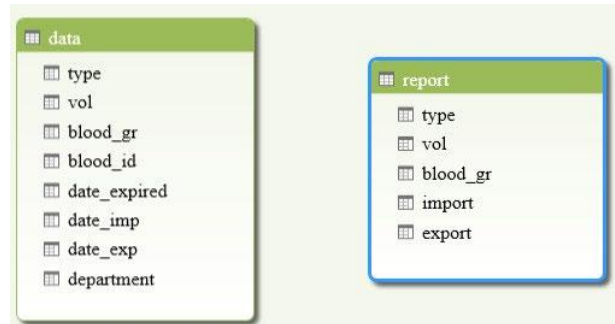 data
type
vol
blood_gr
blood_id
date_expired
date_imp
date_exp
department
report
type
vol
blood_gr
import
export